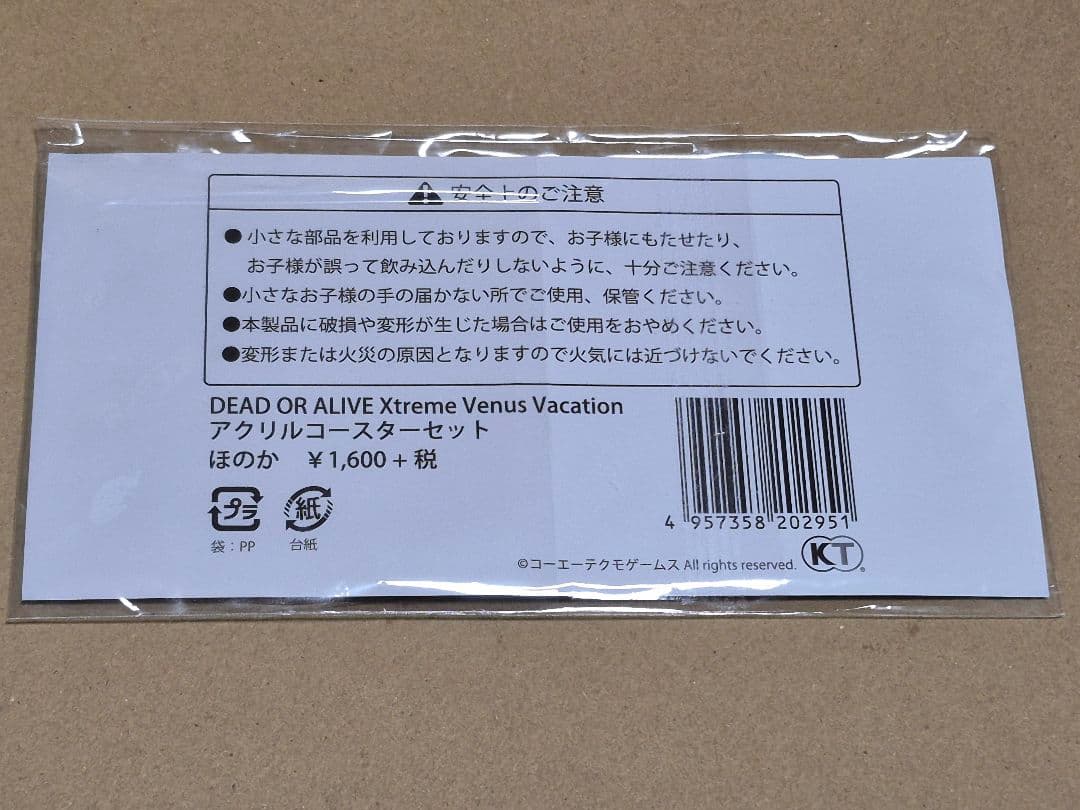 安全上のご注意
● 小さな部品を利用しておりますので、お子様にもたせたり、
お子様が誤って飲み込んだりしないように、十分ご注意ください。
●小さなお子様の手の届かない所でご使用、保管ください。
●本製品に破損や変形が生じた場合はご使用をおやめください。
●変形または火災の原因となりますので火気には近づけないでください。
DEAD OR ALIVE Xtreme Venus Vacation
アクリルコースターセット
ほのか ￥1,600 + 税
プラ 紙
袋：PP 台紙
4 957358 202951
©コーエーテクモゲームス All rights reserved. KT®